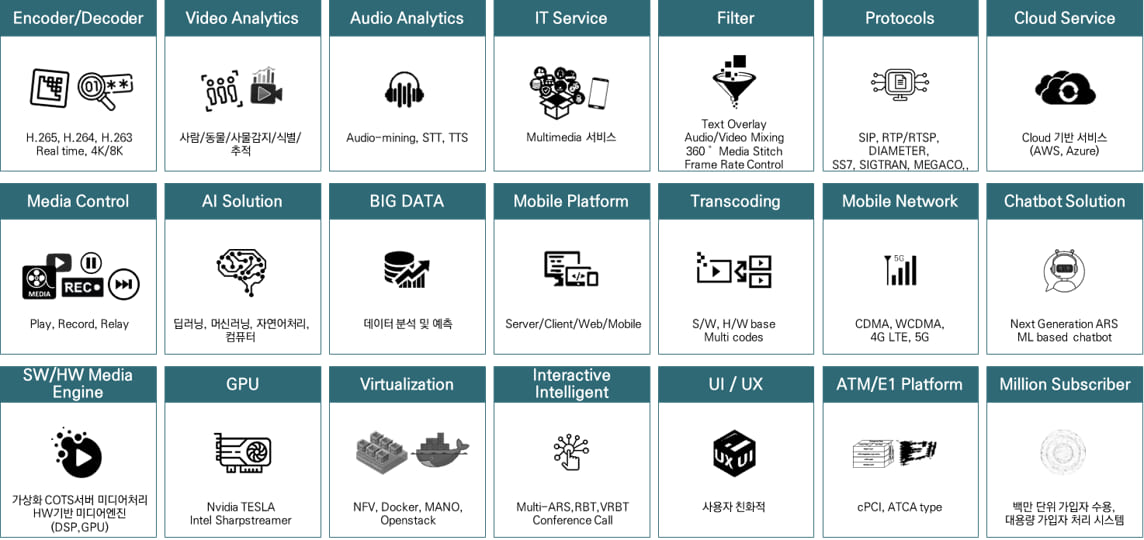 Encoder/Decoder
H.265, H.264, H.263
Real time, 4K/8K
Video Analytics
사람/동물/사물감지/식별/
추적
Audio Analytics
Audio-mining, STT, TTS
IT Service
Multimedia 서비스
Filter
Text Overlay
Audio/Video Mixing
360˚ Media Stitch
Frame Rate Control
Protocols
SIP, RTP/RTSP,
DIAMETER,
SS7, SIGTRAN, MEGACO,,
Cloud Service
Cloud 기반 서비스
(AWS, Azure)
Media Control
MEDIA
REC
Play, Record, Relay
AI Solution
딥러닝, 머신러닝, 자연어처리,
컴퓨터
BIG DATA
데이터 분석 및 예측
Mobile Platform
Server/Client/Web/Mobile
Transcoding
S/W, H/W base
Multi codes
Mobile Network
5G
CDMA, WCDMA,
4G LTE, 5G
Chatbot Solution
Next Generation ARS
ML based chatbot
SW/HW Media
Engine
가상화 COTS서버 미디어처리
HW기반 미디어엔진
(DSP,GPU)
GPU
Nvidia TESLA
Intel Sharpstreamer
Virtualization
NFV, Docker, MANO,
Openstack
Interactive
Intelligent
Multi-ARS,RBT,VRBT
Conference Call
UI / UX
UX UI
사용자 친화적
ATM/E1 Platform
E1
cPCI, ATCA type
Million Subscriber
백만 단위 가입자 수용,
대용량 가입자 처리 시스템